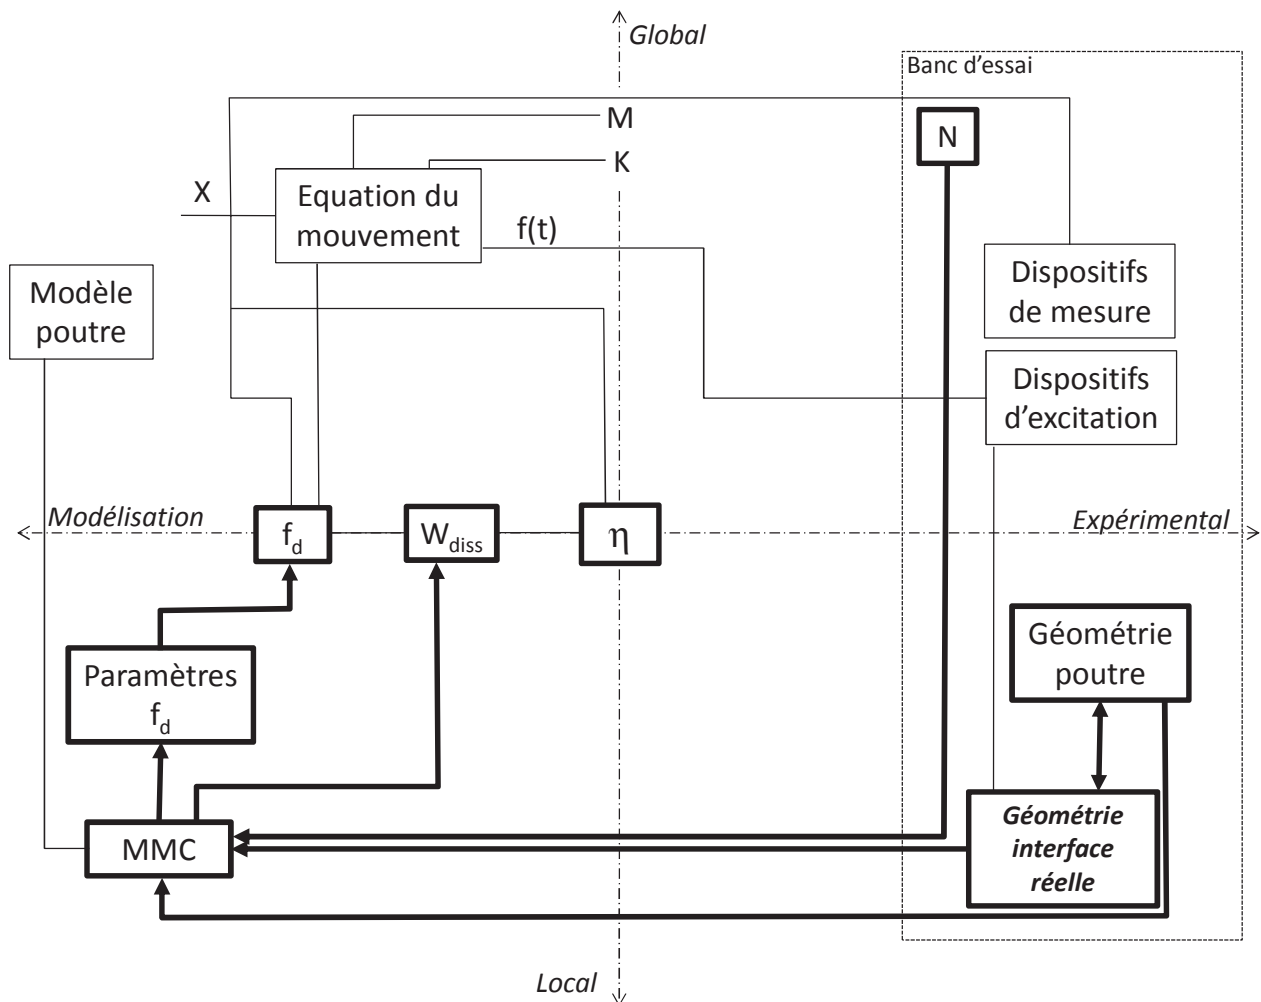 Global
Banc d'essai
M
N
K
X
Equation du
mouvement
f(t)
Modèle
poutre
Dispositifs
de mesure
Dispositifs
d'excitation
Modélisation
Expérimental
f_d
W_diss
η
Géométrie
poutre
Paramètres
f_d
Géométrie
interface
réelle
MMC
Local